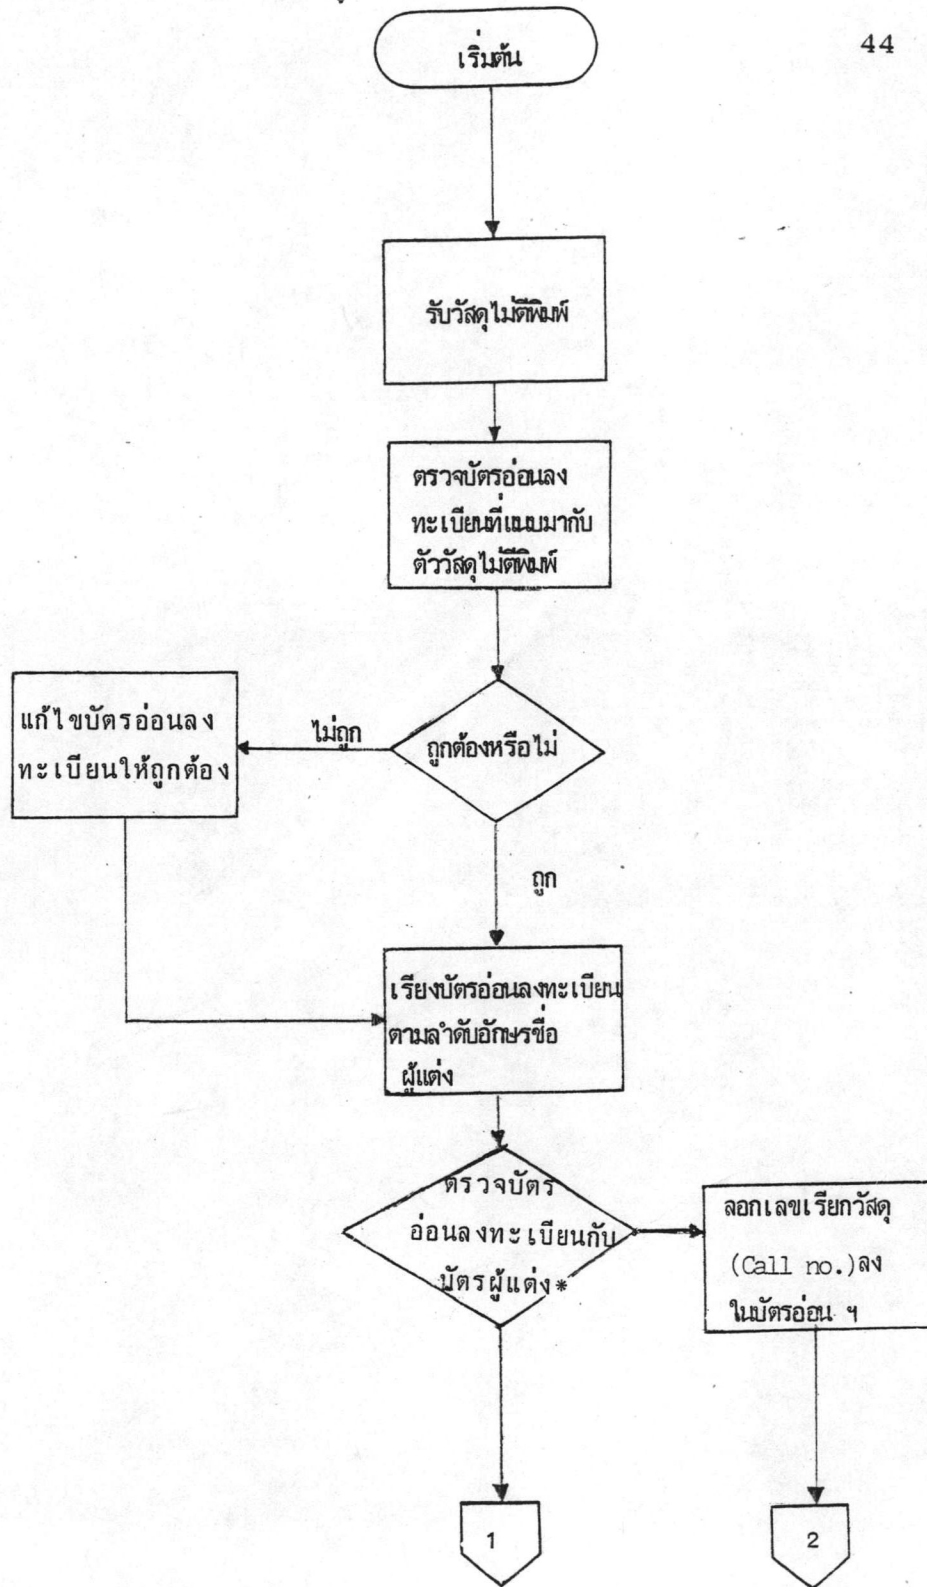 44
เริ่มต้น
รับวัสดุไม่ตีพิมพ์
ตรวจบัตรอ่อนลง
ทะเบียนที่แนบมากับ
ตัววัสดุไม่ตีพิมพ์
ถูกต้องหรือไม่
ไม่ถูก
แก้ไขบัตรอ่อนลง
ทะเบียนให้ถูกต้อง
ถูก
เรียงบัตรอ่อนลงทะเบียน
ตามลำดับอักษรชื่อ
ผู้แต่ง
ตรวจบัตร
อ่อนลงทะเบียนกับ
บัตรผู้แต่ง*
ลอกเลขเรียกวัสดุ
(Call no.)ลง
ในบัตรอ่อน ฯ
1
2